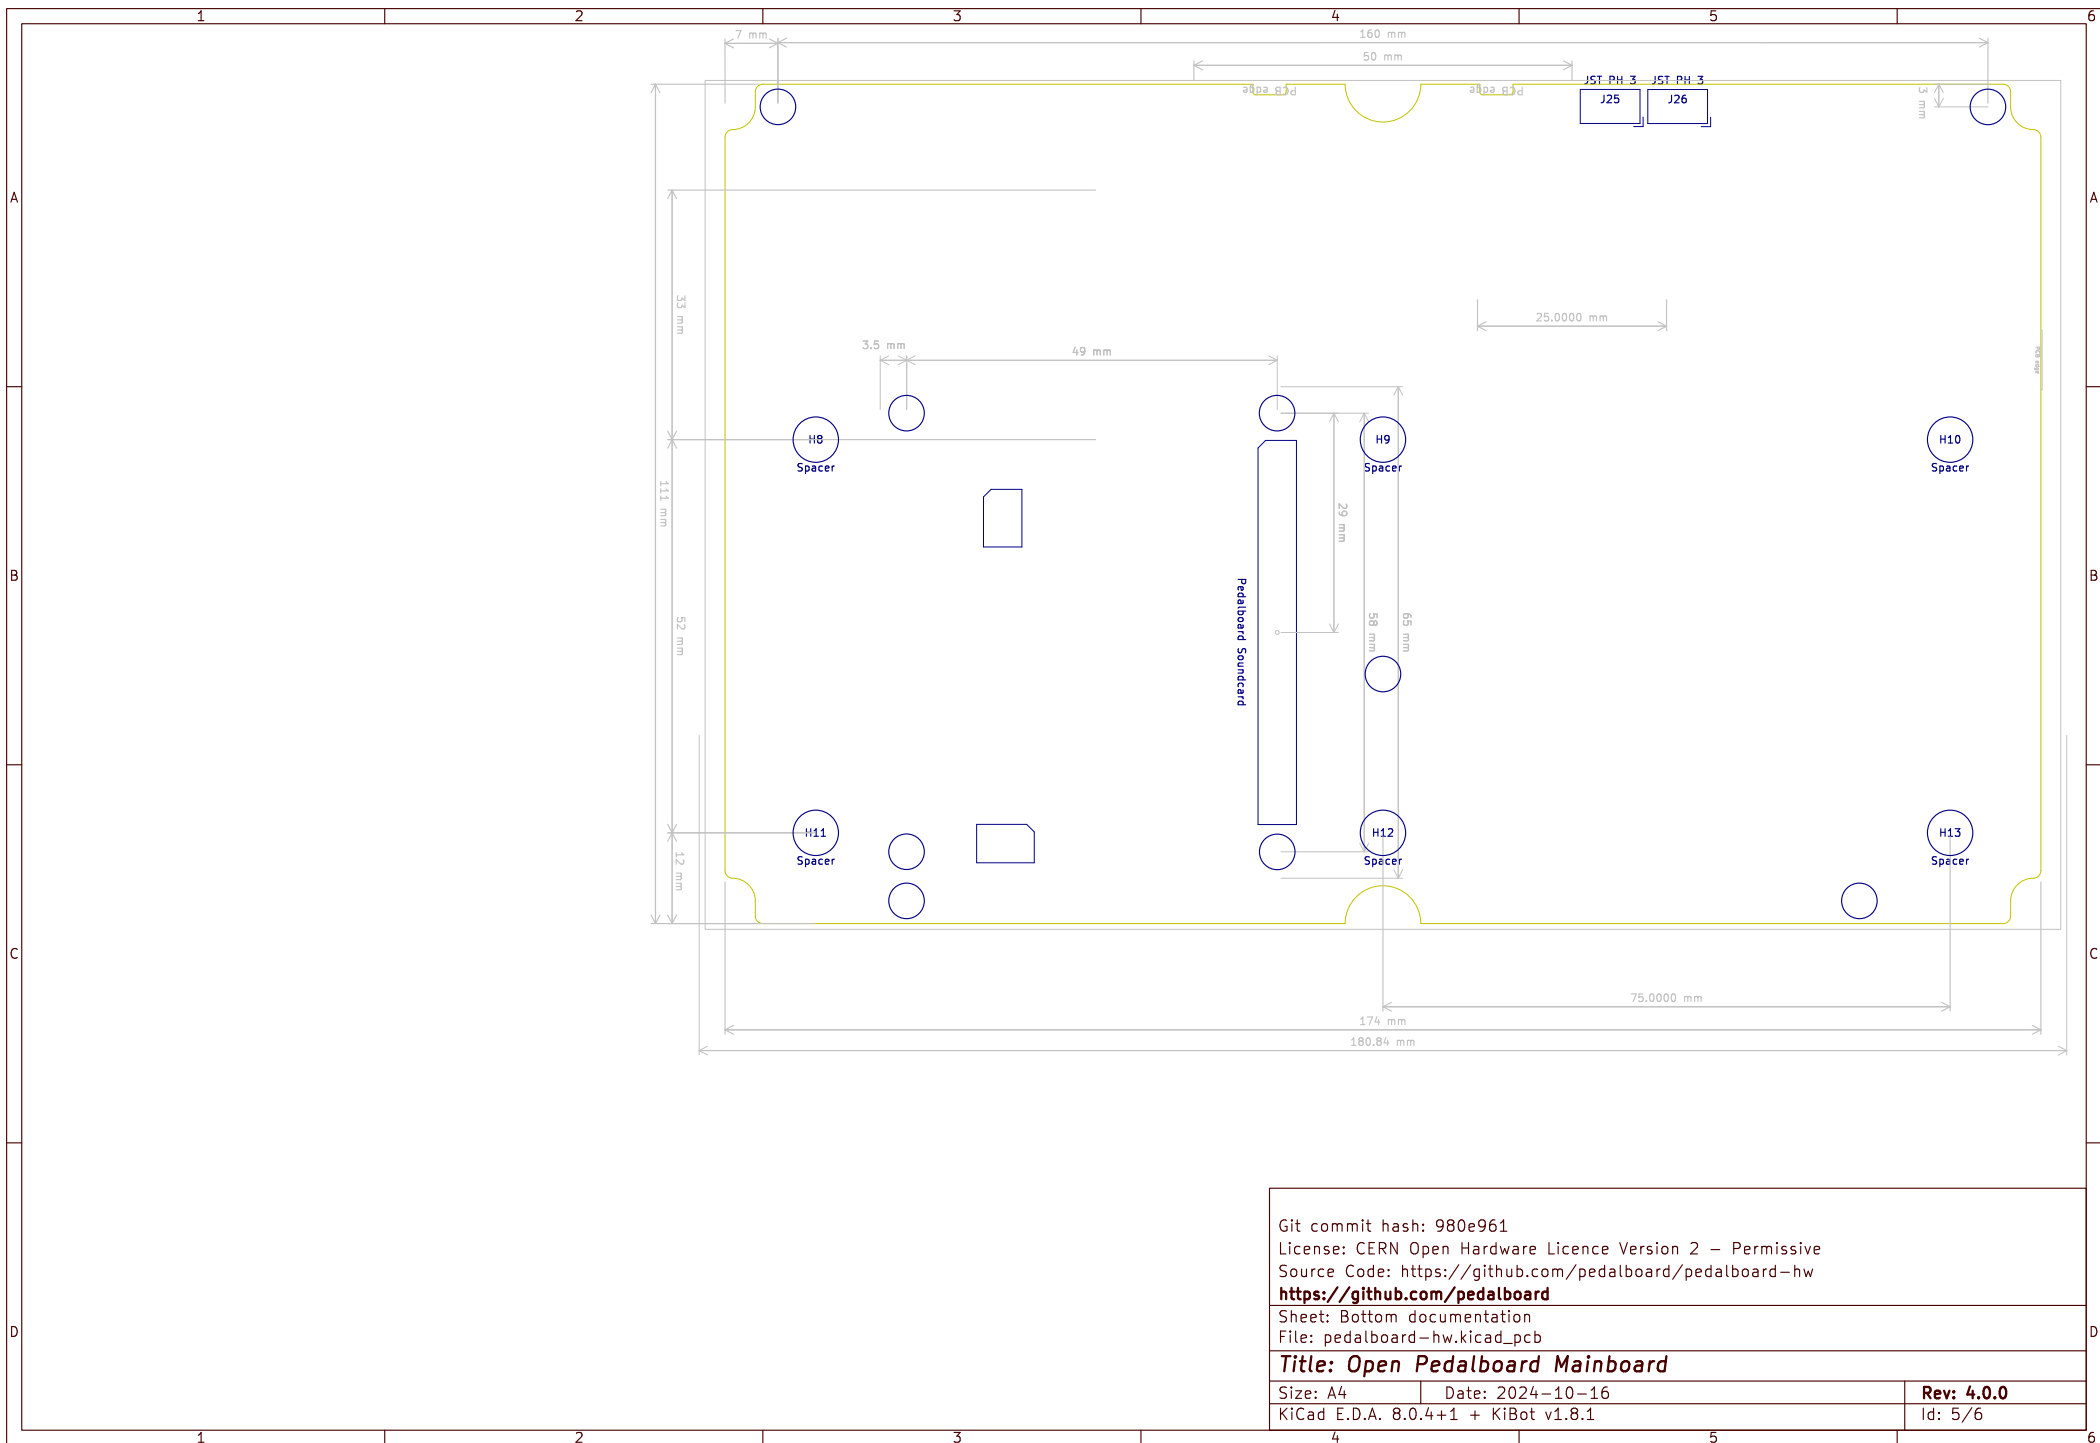 1 2 3 4 5 6
7 mm
160 mm
50 mm
JST PH 3 JST PH 3
PCB edge PCB edge
J25 J26
3 mm
A A
33 mm
25.0000 mm
3.5 mm
49 mm
PCB edge
H8 H9 H10
Spacer Spacer Spacer
111 mm
29 mm
B B
52 mm
Pedalboard Soundcard
58 mm
65 mm
H11 H12 H13
Spacer Spacer Spacer
12 mm
C C
75.0000 mm
174 mm
180.84 mm
Git commit hash: 980e961
License: CERN Open Hardware Licence Version 2 - Permissive
Source Code: https://github.com/pedalboard/pedalboard-hw
https://github.com/pedalboard
Sheet: Bottom documentation
File: pedalboard-hw.kicad_pcb
D D
Title: Open Pedalboard Mainboard
Size: A4 Date: 2024-10-16 Rev: 4.0.0
KiCad E.D.A. 8.0.4+1 + KiBot v1.8.1 Id: 5/6
1 2 3 4 5 6